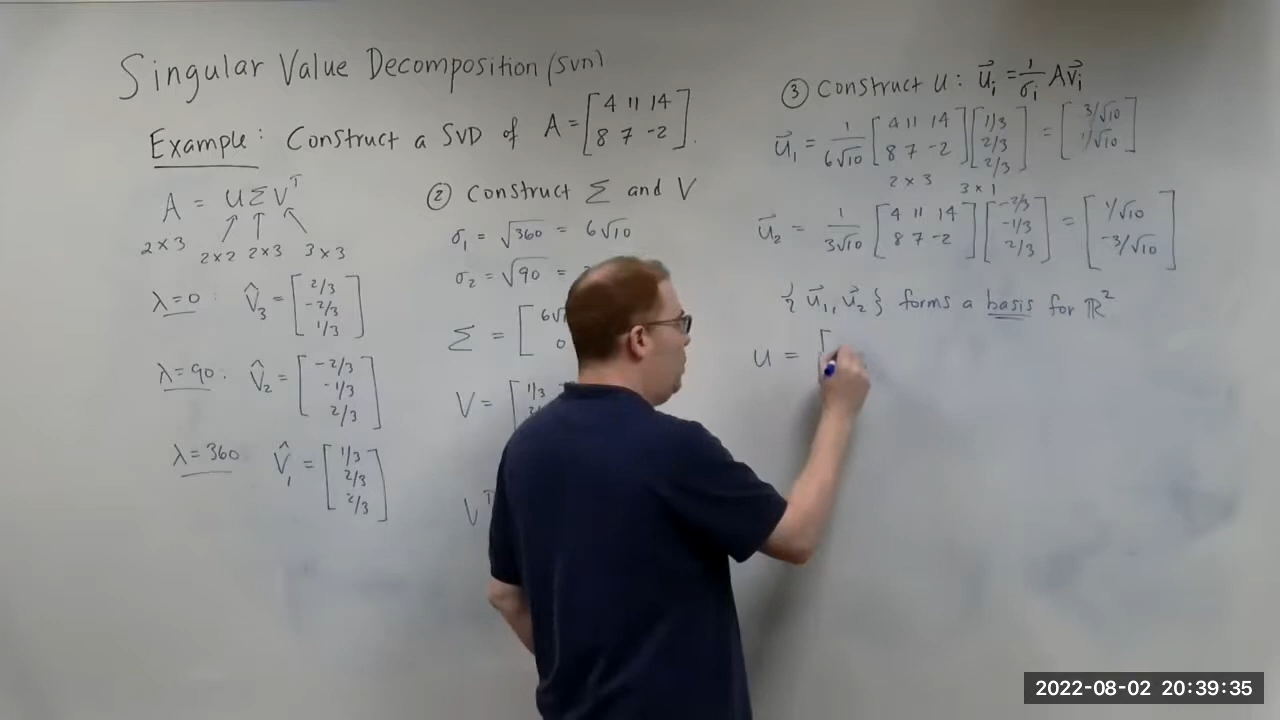 Singular Value Decomposition (SVD)
Example: Construct a SVD of A = [4 11 14
8 7 -2].
A = UΣV^T
2×3
2×2 2×3 3×3
λ=0 v̂₃ = [2/3
-2/3
1/3]
λ=90: v̂₂ = [-2/3
-1/3
2/3]
λ=360 v̂₁ = [1/3
2/3
2/3]
② Construct Σ and V
σ₁ = √360 = 6√10
σ₂ = √90 =
Σ = [6√
0
V = [1/3
V^T
③ Construct U: u⃗ᵢ = 1/σᵢ Av⃗ᵢ
u⃗₁ = 1/6√10 [4 11 14
8 7 -2] [1/3
2/3
2/3] = [3/√10
1/√10]
2×3 3×1
u⃗₂ = 1/3√10 [4 11 14
8 7 -2] [-2/3
-1/3
2/3] = [1/√10
-3/√10]
{u⃗₁, u⃗₂} forms a basis for ℝ²
U = [
2022-08-02 20:39:35